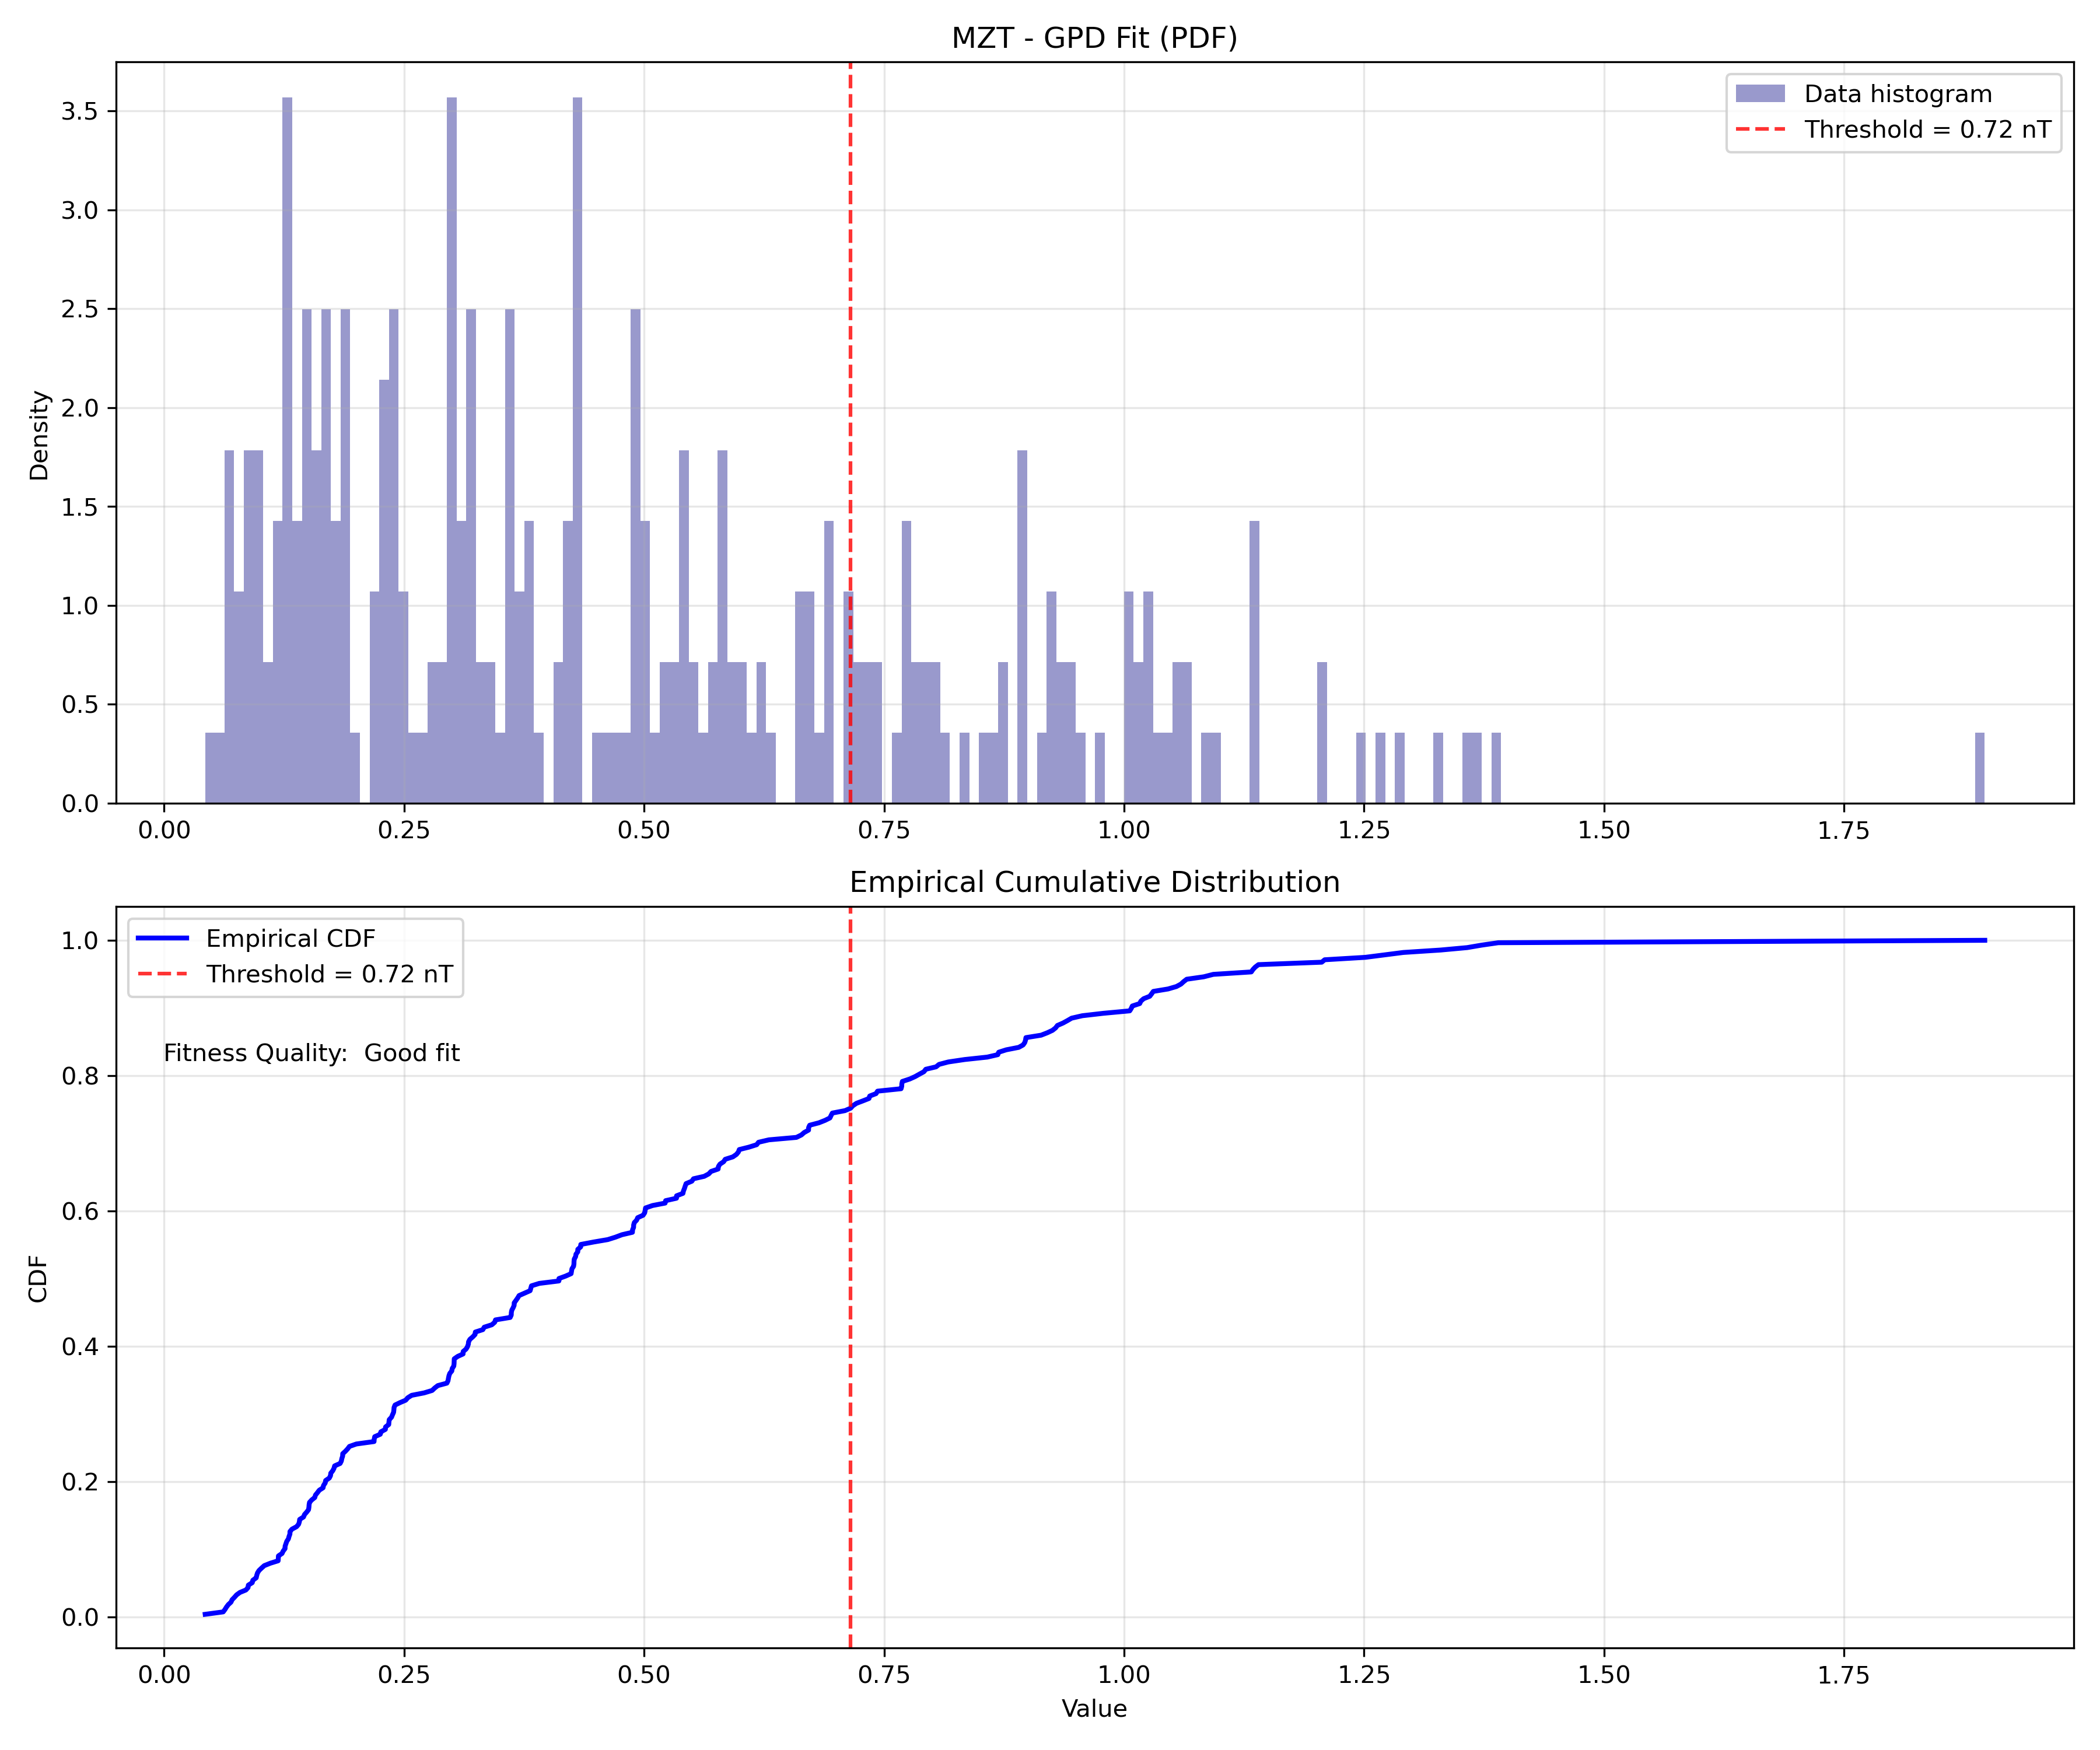 MZT - GPD Fit (PDF)
Data histogram
Threshold = 0.72 nT
Density
3.5
3.0
2.5
2.0
1.5
1.0
0.5
0.0
0.00 0.25 0.50 0.75 1.00 1.25 1.50 1.75
Empirical Cumulative Distribution
Empirical CDF
Threshold = 0.72 nT
Fitness Quality:  Good fit
CDF
1.0
0.8
0.6
0.4
0.2
0.0
0.00 0.25 0.50 0.75 1.00 1.25 1.50 1.75
Value